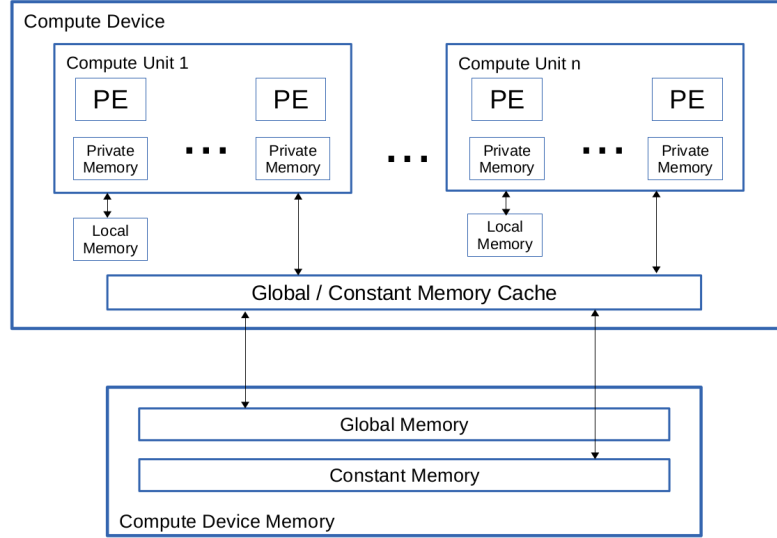 Compute Device
Compute Unit 1
PE
PE
Private
Memory
...
Private
Memory
Local
Memory
...
Compute Unit n
PE
PE
Private
Memory
...
Private
Memory
Local
Memory
Global / Constant Memory Cache
Global Memory
Constant Memory
Compute Device Memory